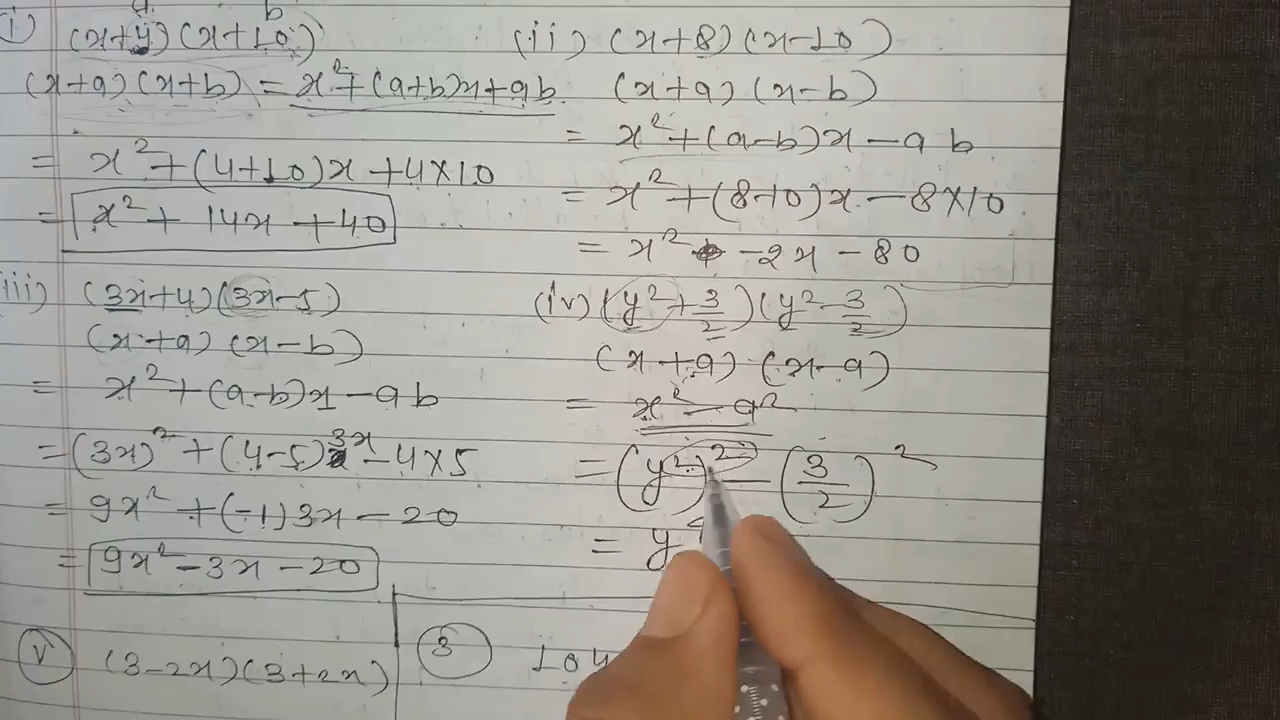 a b
i) (x+4)(x+10)
(x+a)(x+b) = x²+(a+b)x+ab
= x²+(4+10)x+4×10
= x²+14x+40
(ii) (x+8)(x-10)
(x+a)(x-b)
= x²+(a-b)x-ab
= x²+(8-10)x-8×10
= x² -2x-80
iii) (3x+4)(3x-5)
(x+a)(x-b)
= x²+(a-b)x-ab
= (3x)²+(4-5)3x-4×5
= 9x²+(-1)3x-20
= 9x²-3x-20
(iv) (y²+3/2)(y²-3/2)
(x+a)(x-a)
= x²-a²
= (y²)²-(3/2)²
= y⁴
v (3-2x)(3+2x)
3 104